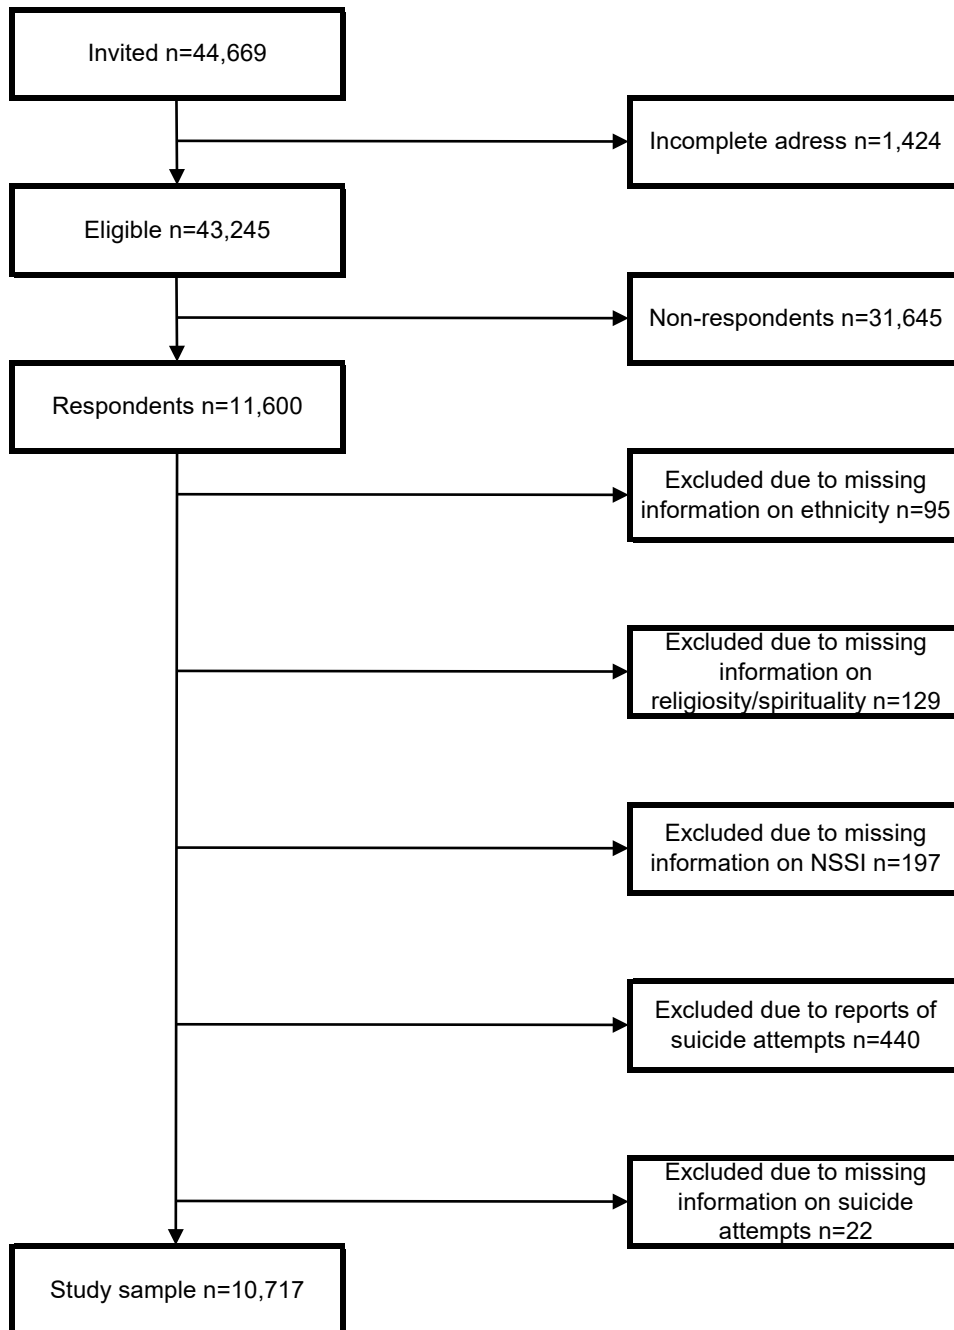 Invited n=44,669
Incomplete adress n=1,424
Eligible n=43,245
Non-respondents n=31,645
Respondents n=11,600
Excluded due to missing
information on ethnicity n=95
Excluded due to missing
information on
religiosity/spirituality n=129
Excluded due to missing
information on NSSI n=197
Excluded due to reports of
suicide attempts n=440
Excluded due to missing
information on suicide
attempts n=22
Study sample n=10,717